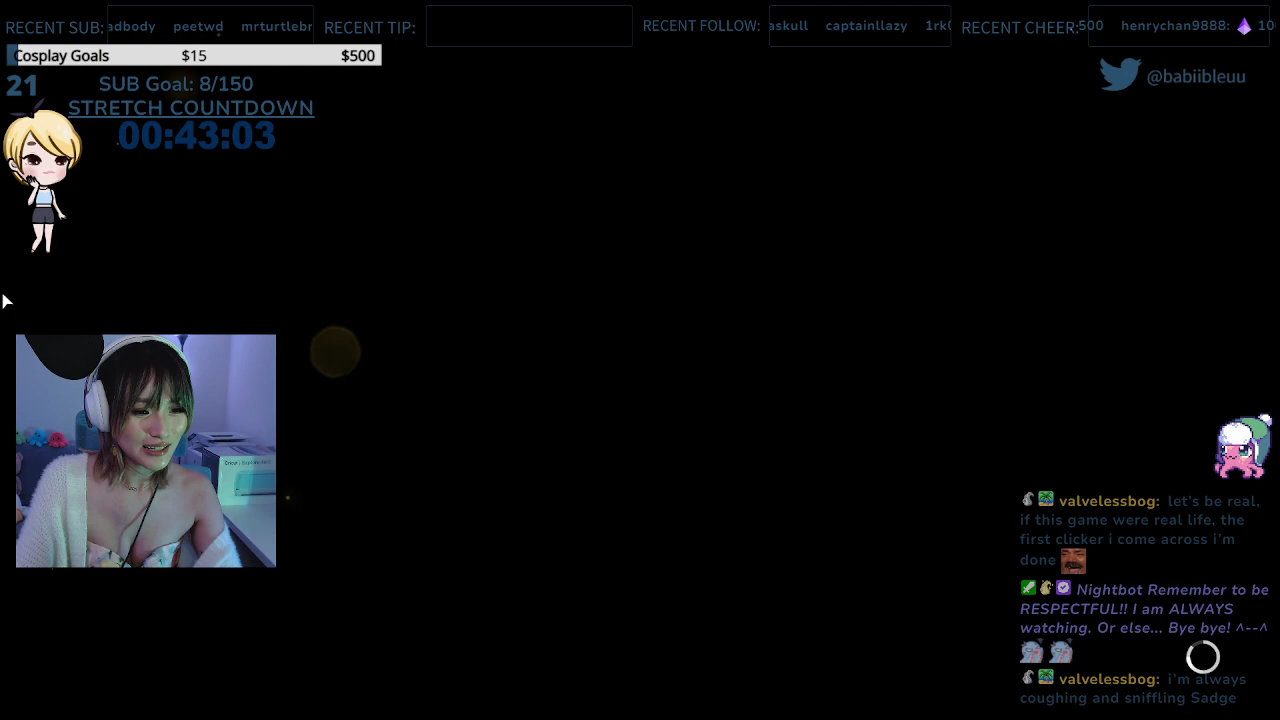 RECENT SUB:
adbody peetwd mrturtlebr
RECENT TIP:
RECENT FOLLOW:
askull captainllazy 1rk
RECENT CHEER:
500 henrychan9888: 10
Cosplay Goals $15 $500
21
SUB Goal: 8/150
STRETCH COUNTDOWN
00:43:03
@babiibleuu
valvelessbog: let's be real,
if this game were real life, the
first clicker i come across i'm
done
Nightbot Remember to be
RESPECTFUL!! I am ALWAYS
watching. Or else... Bye bye! ^--^
valvelessbog: i'm always
coughing and sniffling Sadge